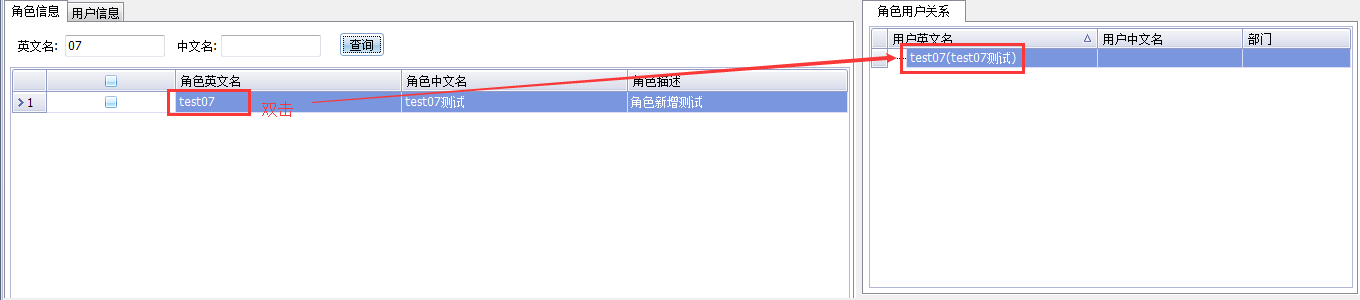 角色信息 用户信息
英文名: 07 中文名: 查询
角色英文名 角色中文名 角色描述
1 test07 test07测试 角色新增测试
双击
角色用户关系
用户英文名 用户中文名 部门
test07(test07测试)